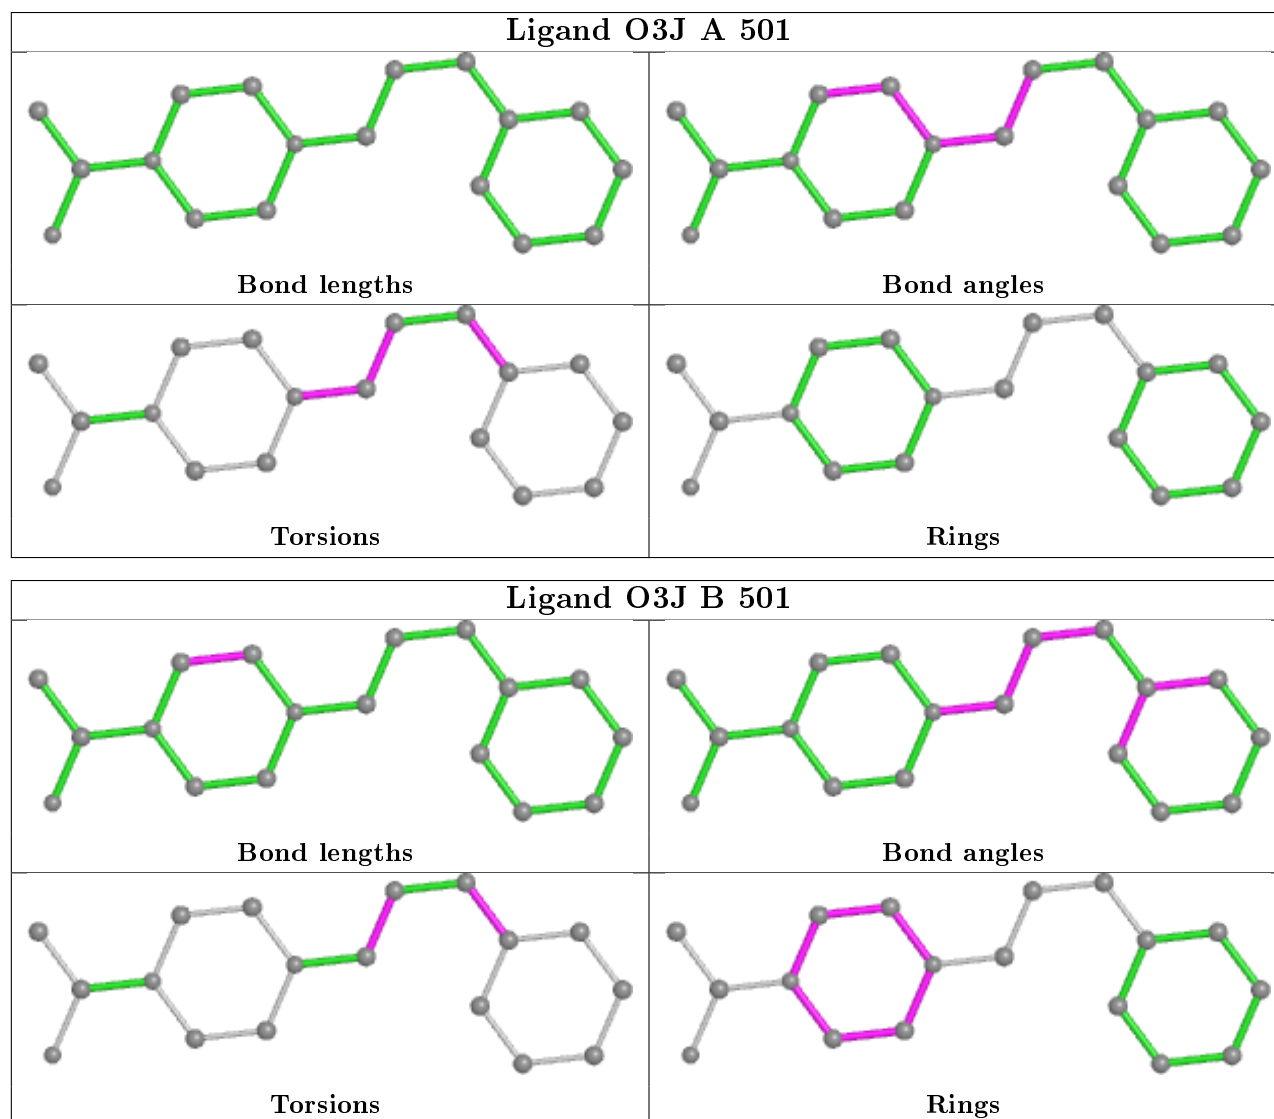 Ligand O3J A 501
Bond lengths
Bond angles
Torsions
Rings
Ligand O3J B 501
Bond lengths
Bond angles
Torsions
Rings